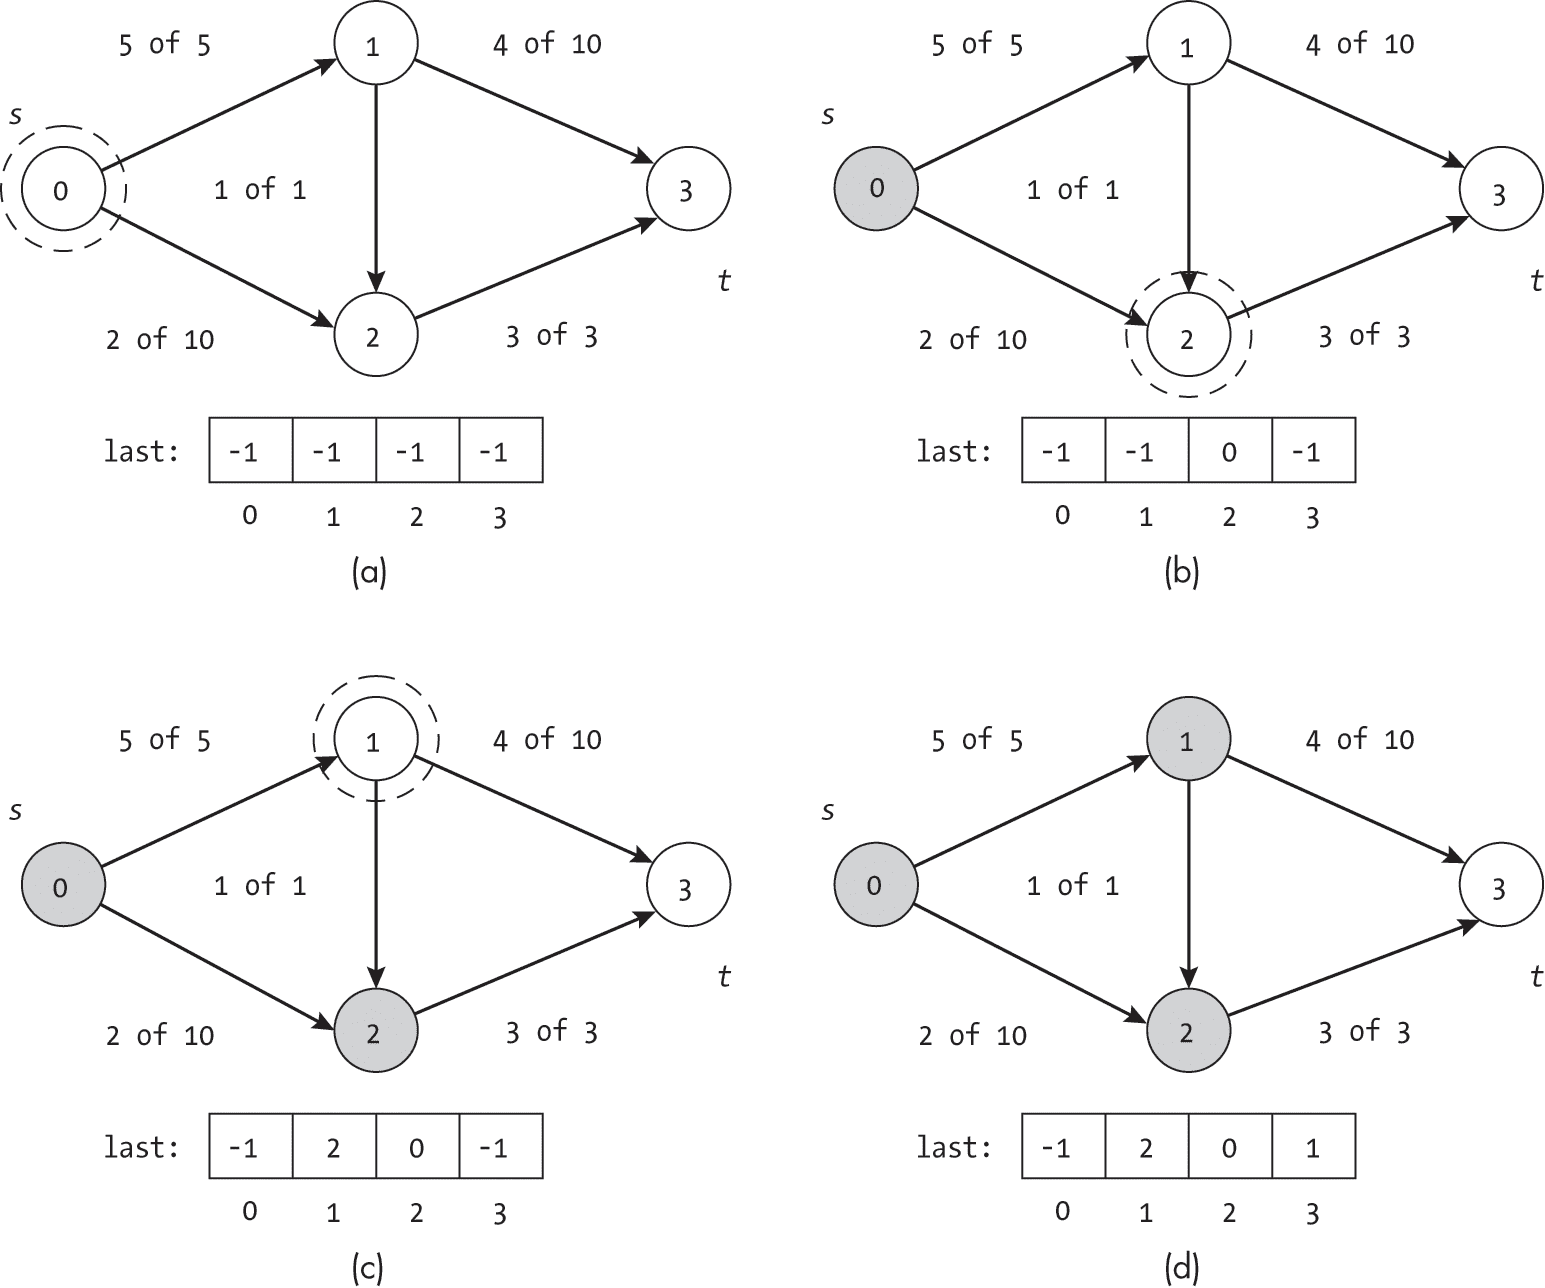 5 of 5 1 4 of 10
s
0 1 of 1 3
t
2 of 10 2 3 of 3
last: -1 -1 -1 -1
0 1 2 3
(a)
5 of 5 1 4 of 10
s
0 1 of 1 3
t
2 of 10 2 3 of 3
last: -1 -1 0 -1
0 1 2 3
(b)
5 of 5 1 4 of 10
s
0 1 of 1 3
t
2 of 10 2 3 of 3
last: -1 2 0 -1
0 1 2 3
(c)
5 of 5 1 4 of 10
s
0 1 of 1 3
t
2 of 10 2 3 of 3
last: -1 2 0 1
0 1 2 3
(d)